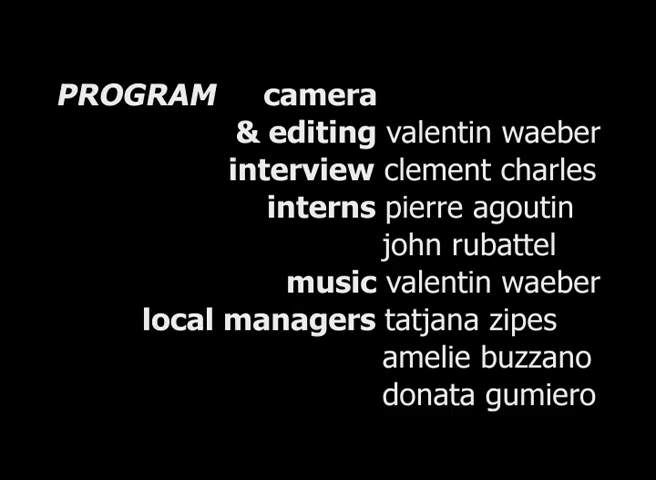 PROGRAM camera
& editing valentin waeber
interview clement charles
interns pierre agoutin
john rubattel
music valentin waeber
local managers tatjana zipes
amelie buzzano
donata gumiero